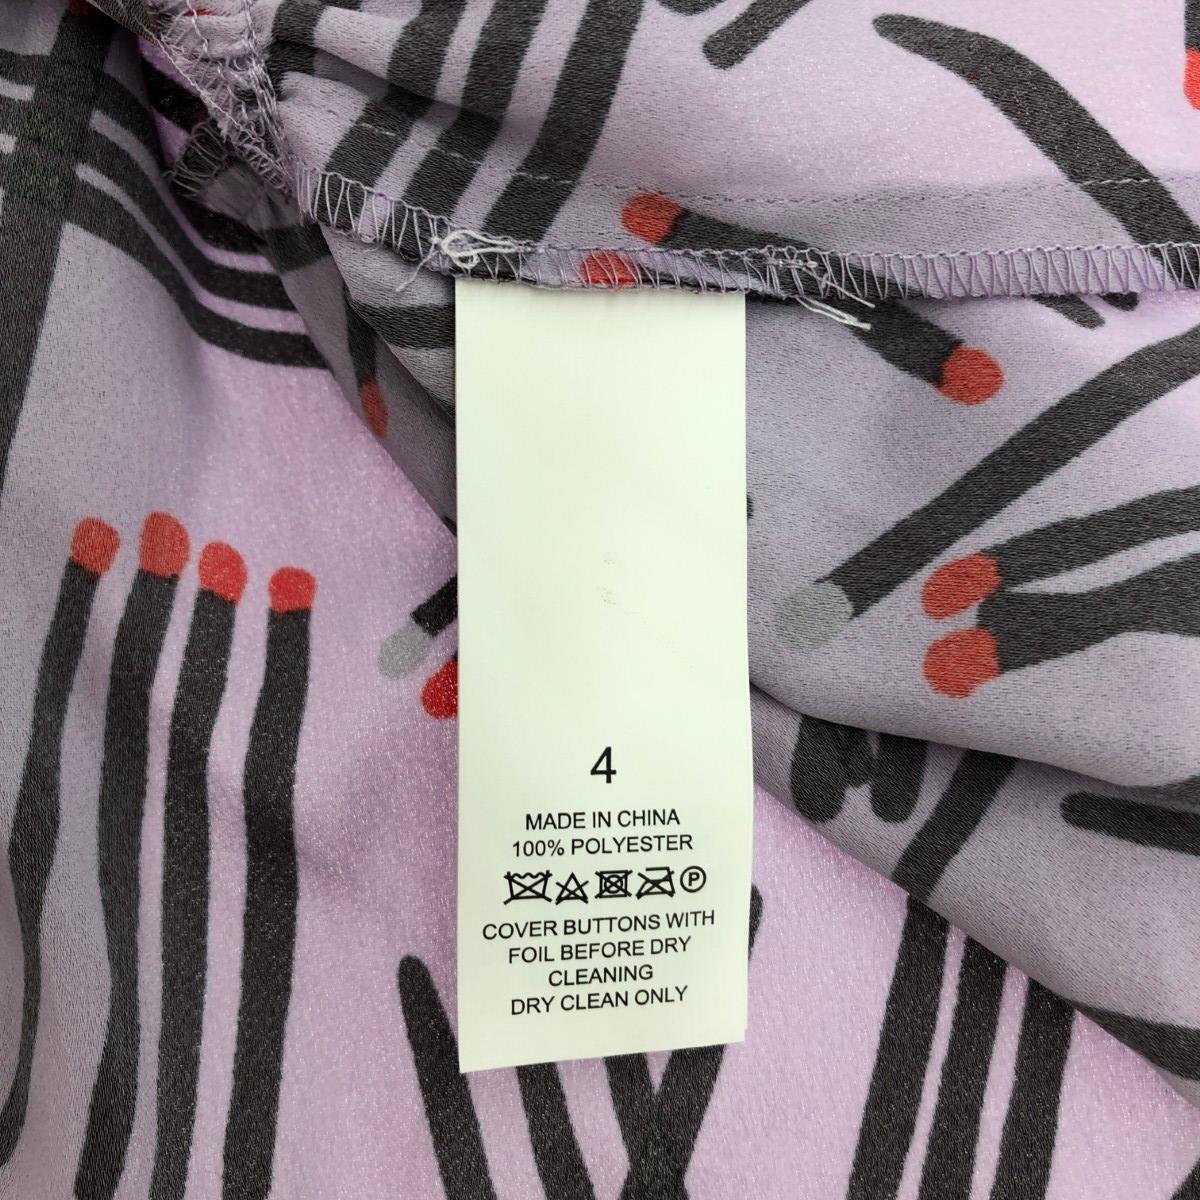 4
MADE IN CHINA
100% POLYESTER
P
COVER BUTTONS WITH
FOIL BEFORE DRY
CLEANING
DRY CLEAN ONLY